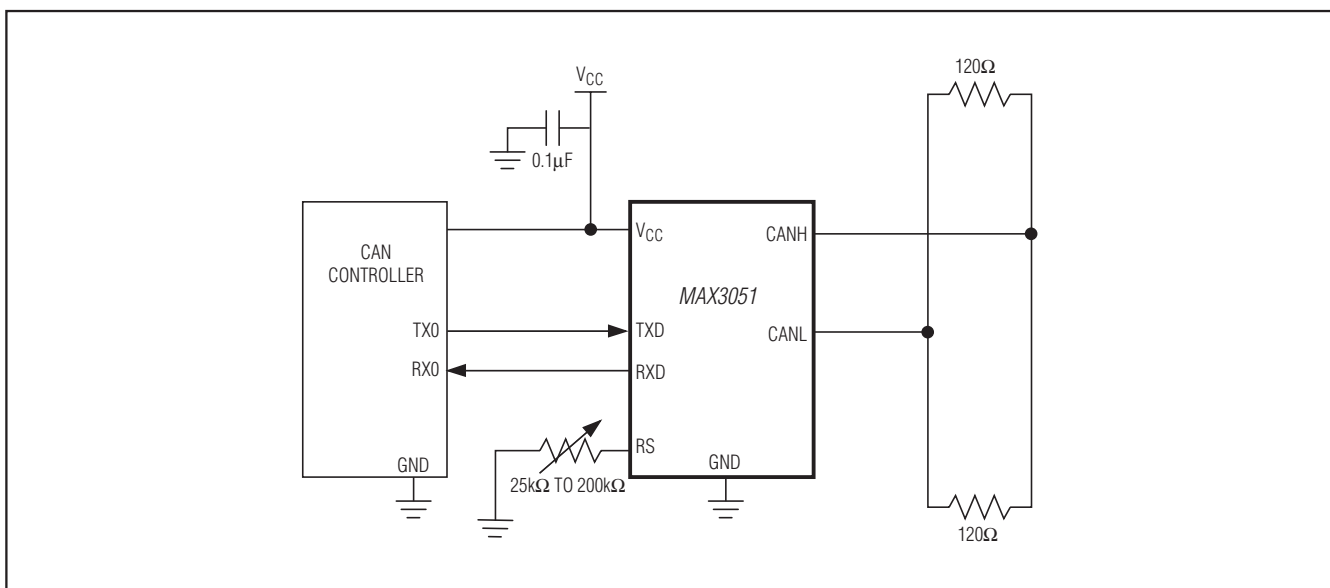 120Ω
VCC
0.1μF
CAN
CONTROLLER
TX0
RX0
GND
VCC
CANH
MAX3051
TXD
CANL
RXD
RS
GND
25kΩ TO 200kΩ
120Ω